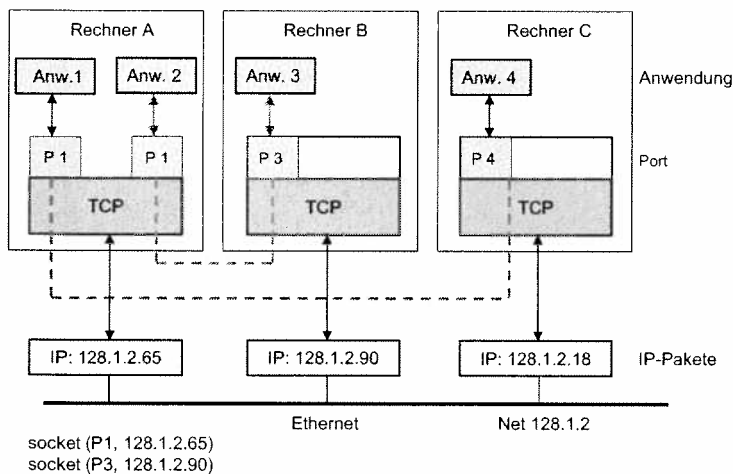 Rechner A Rechner B Rechner C
Anw.1 Anw. 2 Anw. 3 Anw. 4 Anwendung
P 1 P 1 P 3 P 4 Port
TCP TCP TCP
IP: 128.1.2.65 IP: 128.1.2.90 IP: 128.1.2.18 IP-Pakete
Ethernet Net 128.1.2
socket (P1, 128.1.2.65)
socket (P3, 128.1.2.90)